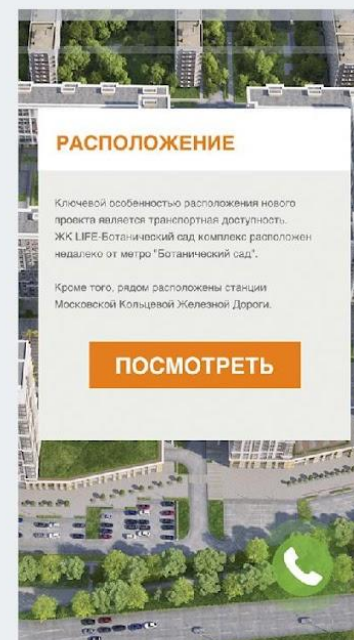 РАСПОЛОЖЕНИЕ
Ключевой особенностью расположения нового
проекта является транспортная доступность.
ЖК LIFE-Ботанический сад комплекс расположен
недалеко от метро "Ботанический сад".
Кроме того, рядом расположены станции
Московской Кольцевой Железной Дороги.
ПОСМОТРЕТЬ